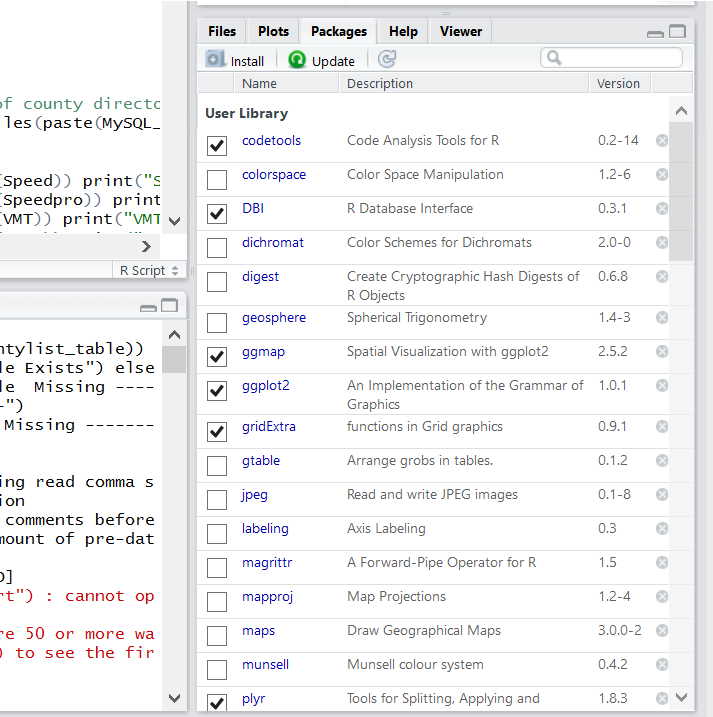 of county directo
les(paste(MySQL_
(Speed)) print("S
(Speedpro)) print
(VMT)) print("VMT
R Script
ntylist_table))
le Exists") else
le  Missing ----
-")
Missing -------
ing read comma s
ion
comments before
mount of pre-dat
D]
rt") : cannot op
re 50 or more wa
) to see the fir
Files Plots Packages Help Viewer
Install Update
Name Description Version
User Library
codetools Code Analysis Tools for R 0.2-14
colorspace Color Space Manipulation 1.2-6
DBI R Database Interface 0.3.1
dichromat Color Schemes for Dichromats 2.0-0
digest Create Cryptographic Hash Digests of 0.6.8
R Objects
geosphere Spherical Trigonometry 1.4-3
ggmap Spatial Visualization with ggplot2 2.5.2
ggplot2 An Implementation of the Grammar of 1.0.1
Graphics
gridExtra functions in Grid graphics 0.9.1
gtable Arrange grobs in tables. 0.1.2
jpeg Read and write JPEG images 0.1-8
labeling Axis Labeling 0.3
magrittr A Forward-Pipe Operator for R 1.5
mapproj Map Projections 1.2-4
maps Draw Geographical Maps 3.0.0-2
munsell Munsell colour system 0.4.2
plyr Tools for Splitting, Applying and 1.8.3